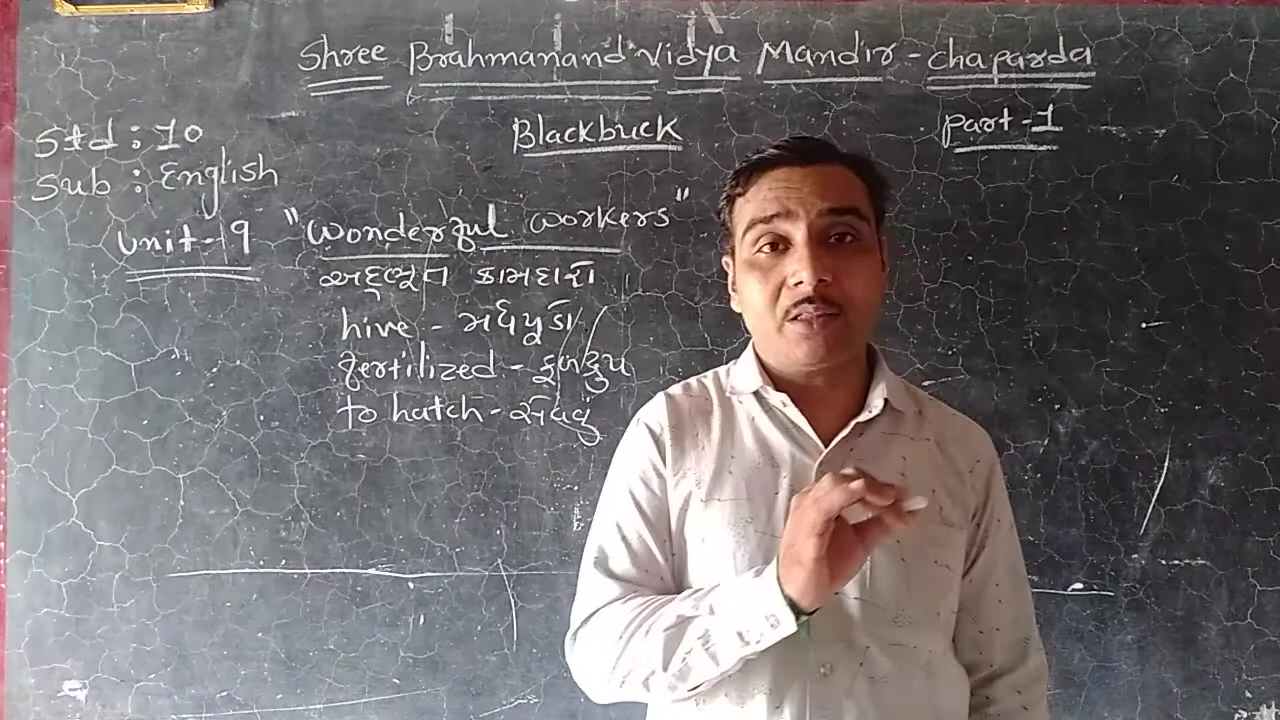 Shree Brahmanand Vidya Mandir - chaparda
Blackbuck
Part - 1
Std : 10
Sub : English
Unit - 9 "Wonderful workers"
અદ્ભૂત કામદારો
hive - મધપૂડો
fertilized - ફળદ્રુપ
to hatch - સેવવું